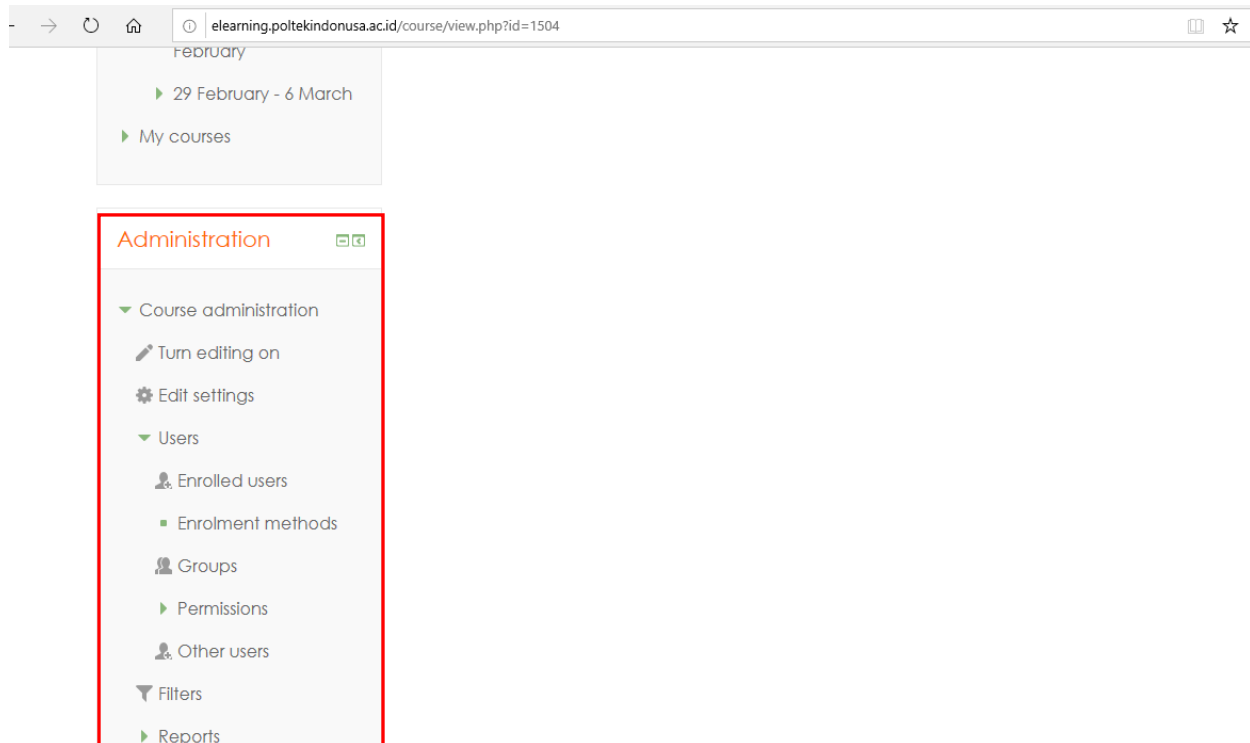 elearning.poltekindonusa.ac.id/course/view.php?id=1504
February
29 February - 6 March
My courses
Administration
Course administration
Turn editing on
Edit settings
Users
Enrolled users
Enrolment methods
Groups
Permissions
Other users
Filters
Reports